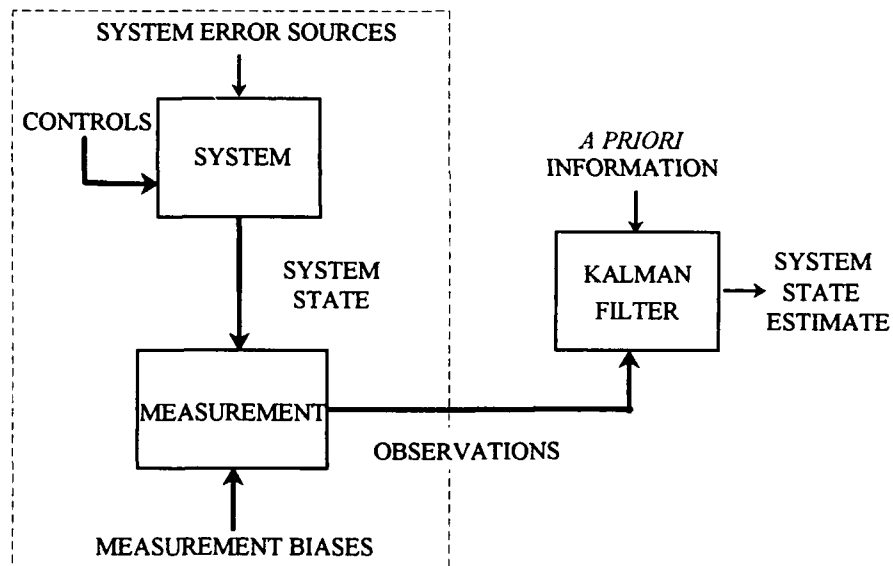 SYSTEM ERROR SOURCES
CONTROLS
SYSTEM
A PRIORI
INFORMATION
SYSTEM
STATE
KALMAN
FILTER
SYSTEM
STATE
ESTIMATE
MEASUREMENT
OBSERVATIONS
MEASUREMENT BIASES